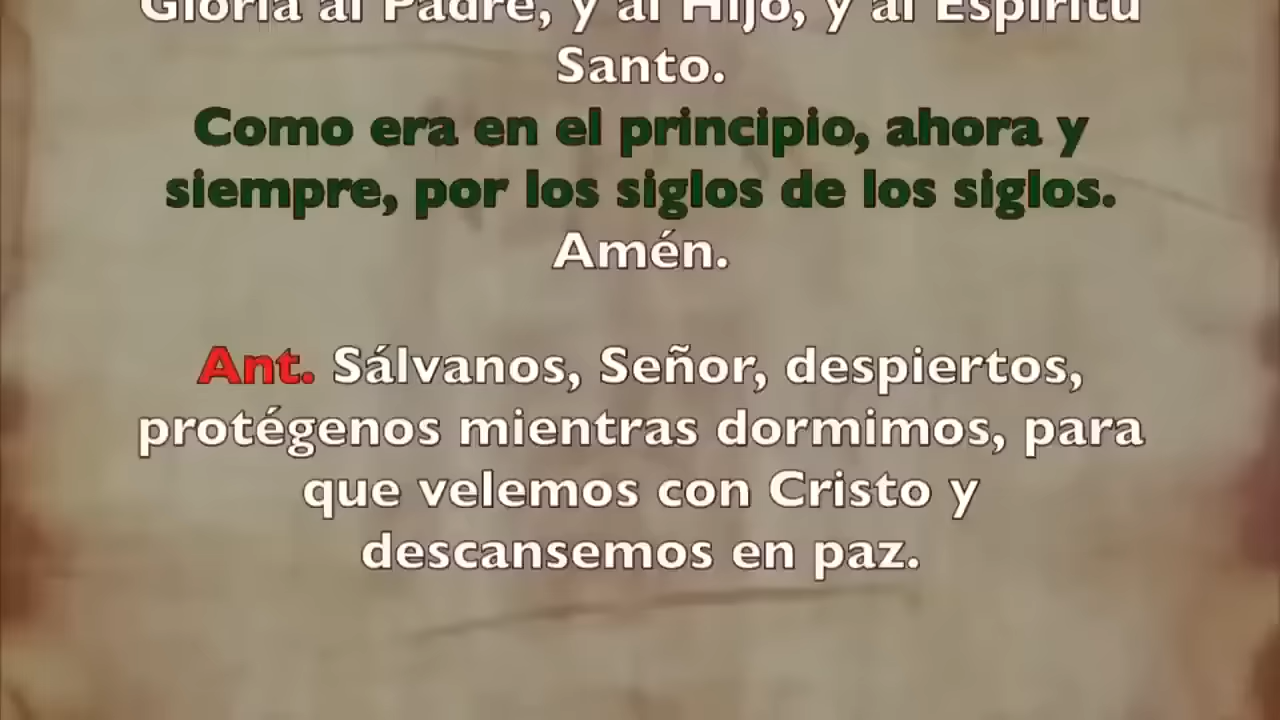 Gloria al Padre, y al Hijo, y al Espíritu
Santo.
Como era en el principio, ahora y
siempre, por los siglos de los siglos.
Amén.
Ant. Sálvanos, Señor, despiertos,
protégenos mientras dormimos, para
que velemos con Cristo y
descansemos en paz.